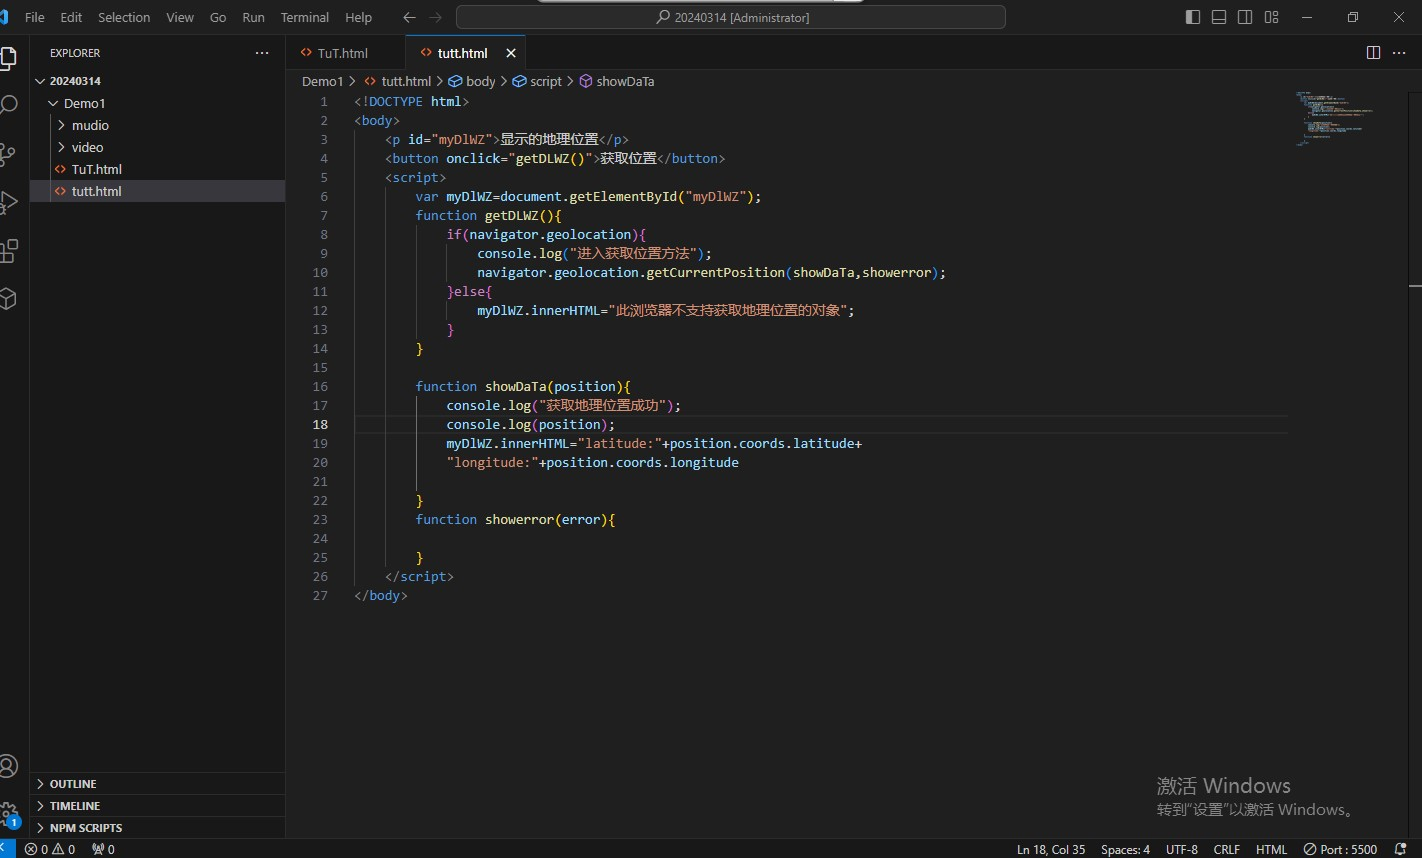 File Edit Selection View Go Run Terminal Help
20240314 [Administrator]
EXPLORER
20240314
Demo1
mudio
video
TuT.html
tutt.html
OUTLINE
TIMELINE
NPM SCRIPTS
TuT.html
tutt.html
Demo1 > tutt.html > body > script > showDaTa
1 <!DOCTYPE html>
2 <body>
3 <p id="myDlWZ">显示的地理位置</p>
4 <button onclick="getDLWZ()">获取位置</button>
5 <script>
6 var myDlWZ=document.getElementById("myDlWZ");
7 function getDLWZ(){
8 if(navigator.geolocation){
9 console.log("进入获取位置方法");
10 navigator.geolocation.getCurrentPosition(showDaTa,showerror);
11 }else{
12 myDlWZ.innerHTML="此浏览器不支持获取地理位置的对象";
13 }
14 }
15
16 function showDaTa(position){
17 console.log("获取地理位置成功");
18 console.log(position);
19 myDlWZ.innerHTML="latitude:"+position.coords.latitude+
20 "longitude:"+position.coords.longitude
21
22 }
23 function showerror(error){
24
25 }
26 </script>
27 </body>
激活 Windows
转到"设置"以激活 Windows。
1
0 0 0
Ln 18, Col 35 Spaces: 4 UTF-8 CRLF HTML Port : 5500